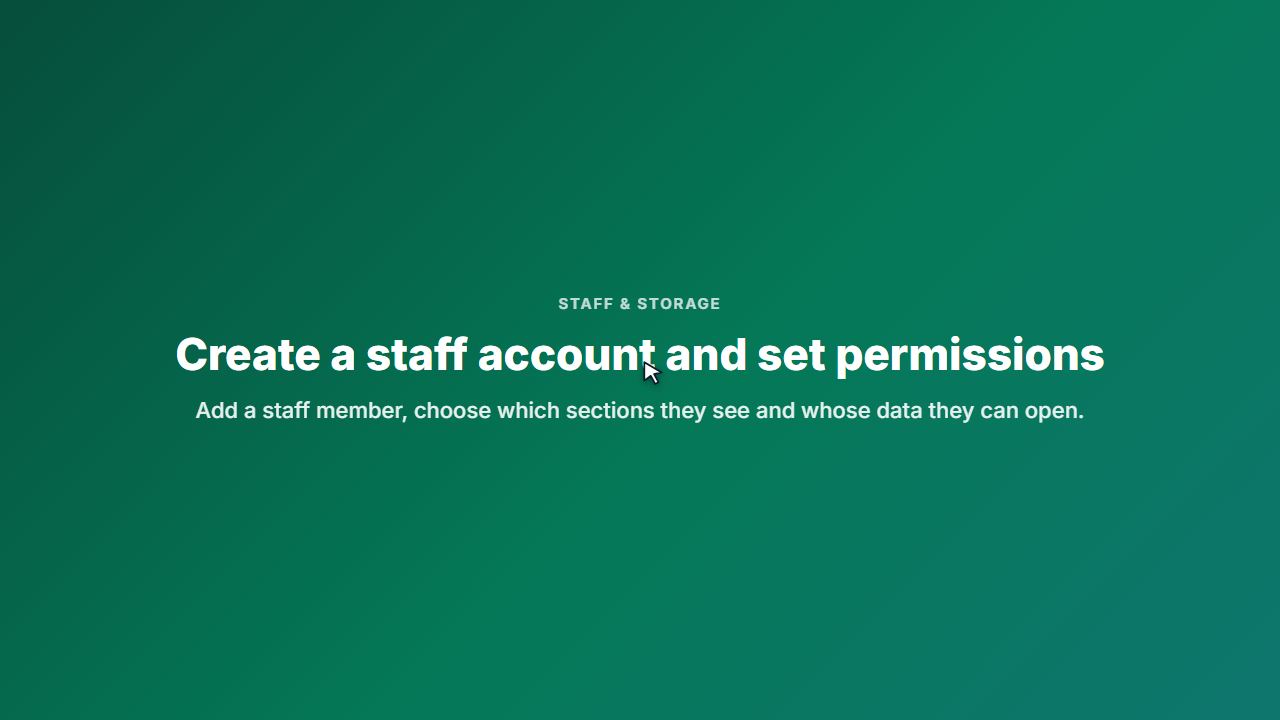 STAFF & STORAGE
Create a staff account and set permissions
Add a staff member, choose which sections they see and whose data they can open.